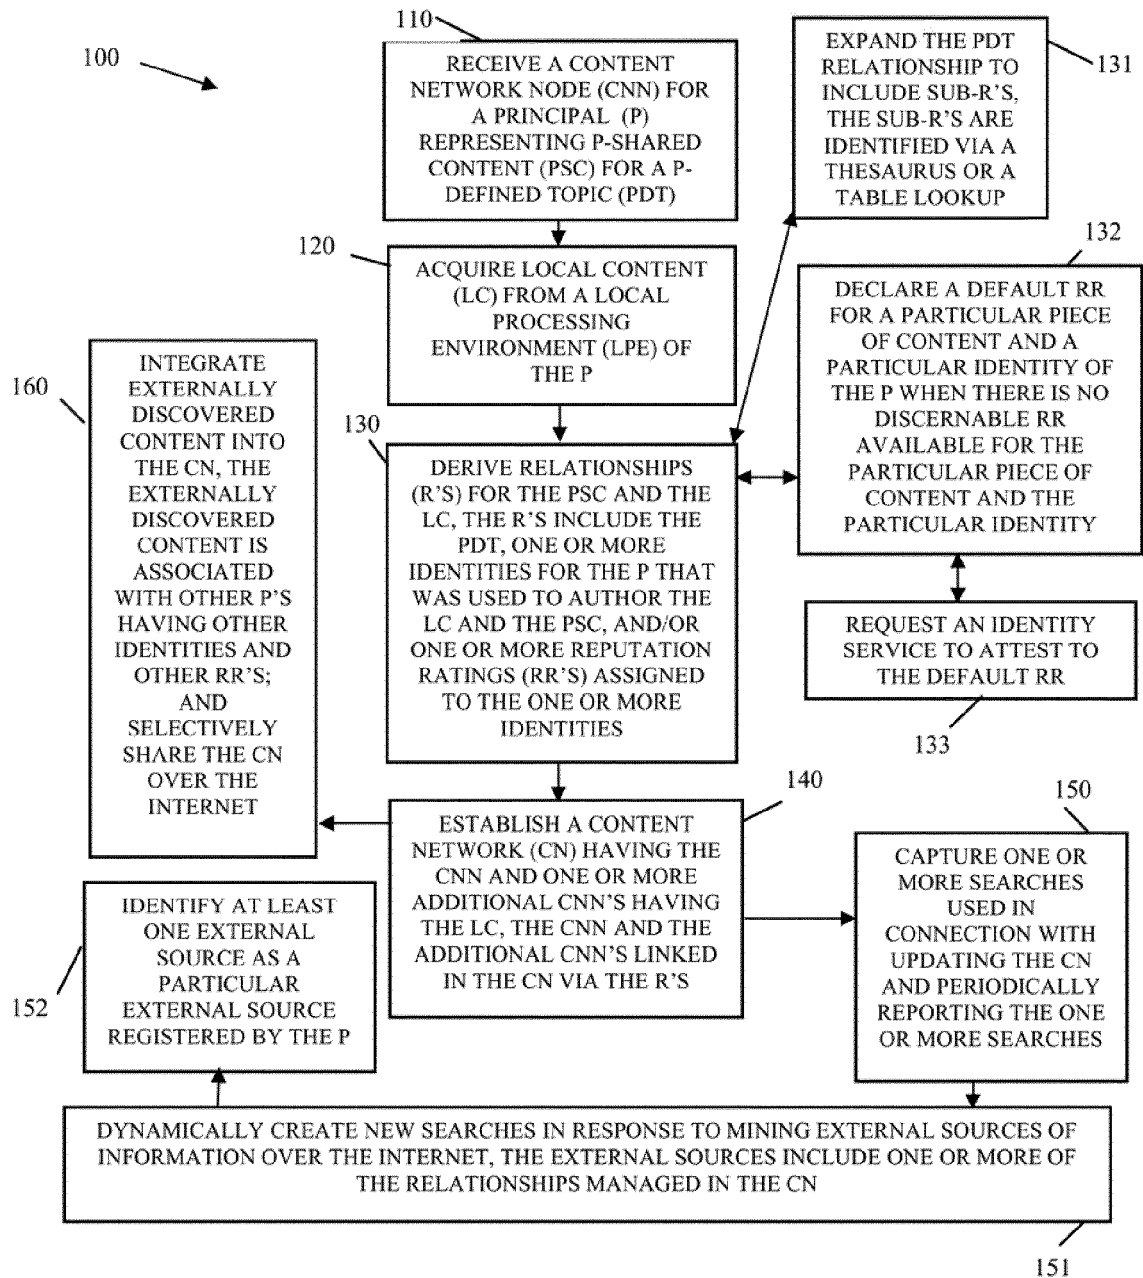 100
110
RECEIVE A CONTENT
NETWORK NODE (CNN) FOR
A PRINCIPAL (P)
REPRESENTING P-SHARED
CONTENT (PSC) FOR A P-
DEFINED TOPIC (PDT)
131
EXPAND THE PDT
RELATIONSHIP TO
INCLUDE SUB-R'S,
THE SUB-R'S ARE
IDENTIFIED VIA A
THESAURUS OR A
TABLE LOOKUP
120
ACQUIRE LOCAL CONTENT
(LC) FROM A LOCAL
PROCESSING
ENVIRONMENT (LPE) OF
THE P
132
DECLARE A DEFAULT RR
FOR A PARTICULAR PIECE
OF CONTENT AND A
PARTICULAR IDENTITY OF
THE P WHEN THERE IS NO
DISCERNABLE RR
AVAILABLE FOR THE
PARTICULAR PIECE OF
CONTENT AND THE
PARTICULAR IDENTITY
160
INTEGRATE
EXTERNALLY
DISCOVERED
CONTENT INTO
THE CN, THE
EXTERNALLY
DISCOVERED
CONTENT IS
ASSOCIATED
WITH OTHER P'S
HAVING OTHER
IDENTITIES AND
OTHER RR'S;
AND
SELECTIVELY
SHARE THE CN
OVER THE
INTERNET
130
DERIVE RELATIONSHIPS
(R'S) FOR THE PSC AND THE
LC, THE R'S INCLUDE THE
PDT, ONE OR MORE
IDENTITIES FOR THE P THAT
WAS USED TO AUTHOR THE
LC AND THE PSC, AND/OR
ONE OR MORE REPUTATION
RATINGS (RR'S) ASSIGNED
TO THE ONE OR MORE
IDENTITIES
REQUEST AN IDENTITY
SERVICE TO ATTEST TO
THE DEFAULT RR
133
140
ESTABLISH A CONTENT
NETWORK (CN) HAVING THE
CNN AND ONE OR MORE
ADDITIONAL CNN'S HAVING
THE LC, THE CNN AND THE
ADDITIONAL CNN'S LINKED
IN THE CN VIA THE R'S
150
CAPTURE ONE OR
MORE SEARCHES
USED IN
CONNECTION WITH
UPDATING THE CN
AND PERIODICALLY
REPORTING THE ONE
OR MORE SEARCHES
152
IDENTIFY AT LEAST
ONE EXTERNAL
SOURCE AS A
PARTICULAR
EXTERNAL SOURCE
REGISTERED BY THE P
DYNAMICALLY CREATE NEW SEARCHES IN RESPONSE TO MINING EXTERNAL SOURCES OF
INFORMATION OVER THE INTERNET, THE EXTERNAL SOURCES INCLUDE ONE OR MORE OF
THE RELATIONSHIPS MANAGED IN THE CN
151